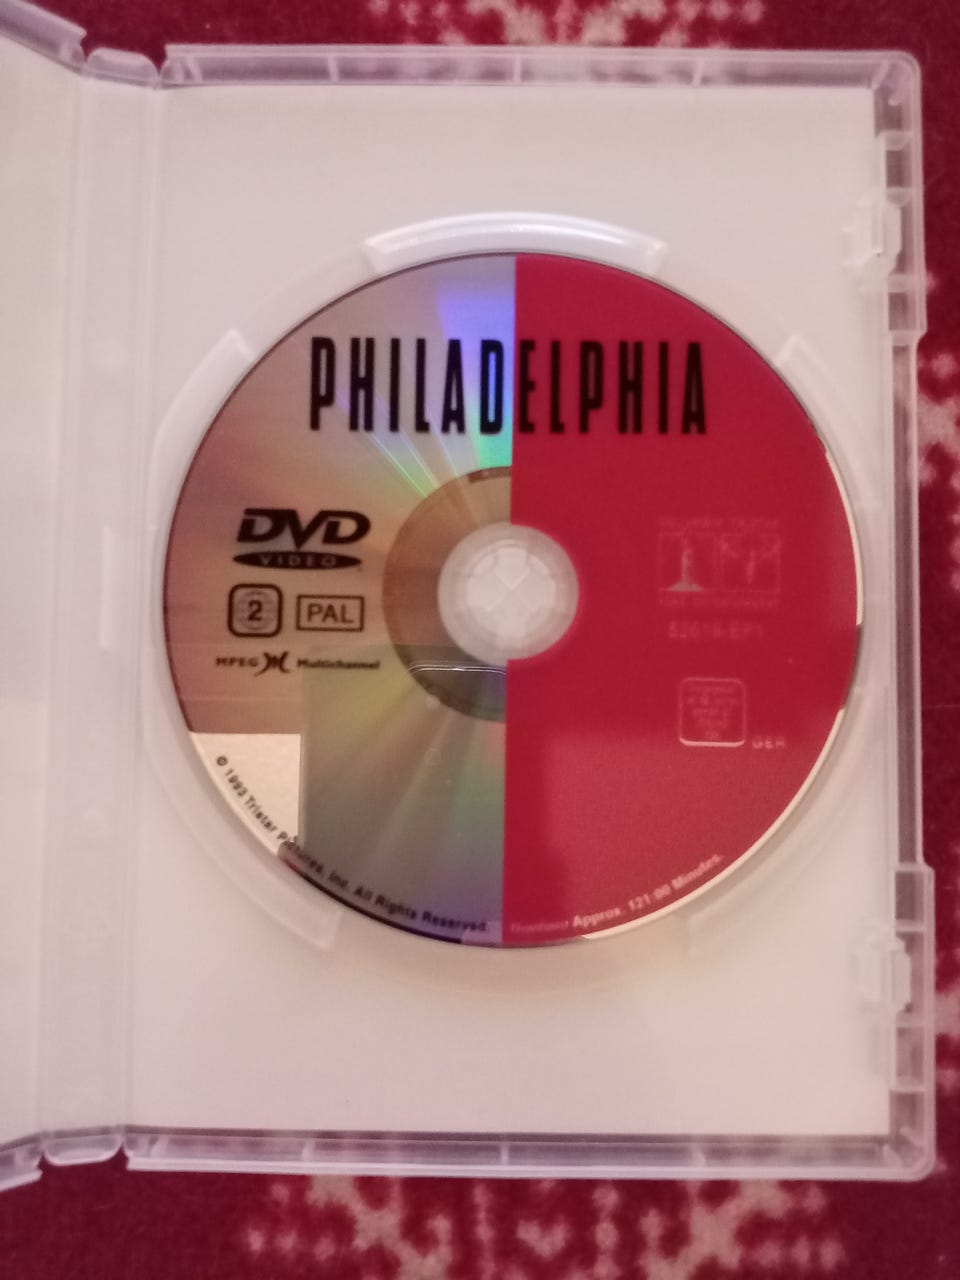 PHILADELPHIA
DVD
VIDEO
2 PAL
MPEG Multichannel
GER
© 1993 Tristar Pictures, Inc. All Rights Reserved.
Approx. 121:00 Minutes.